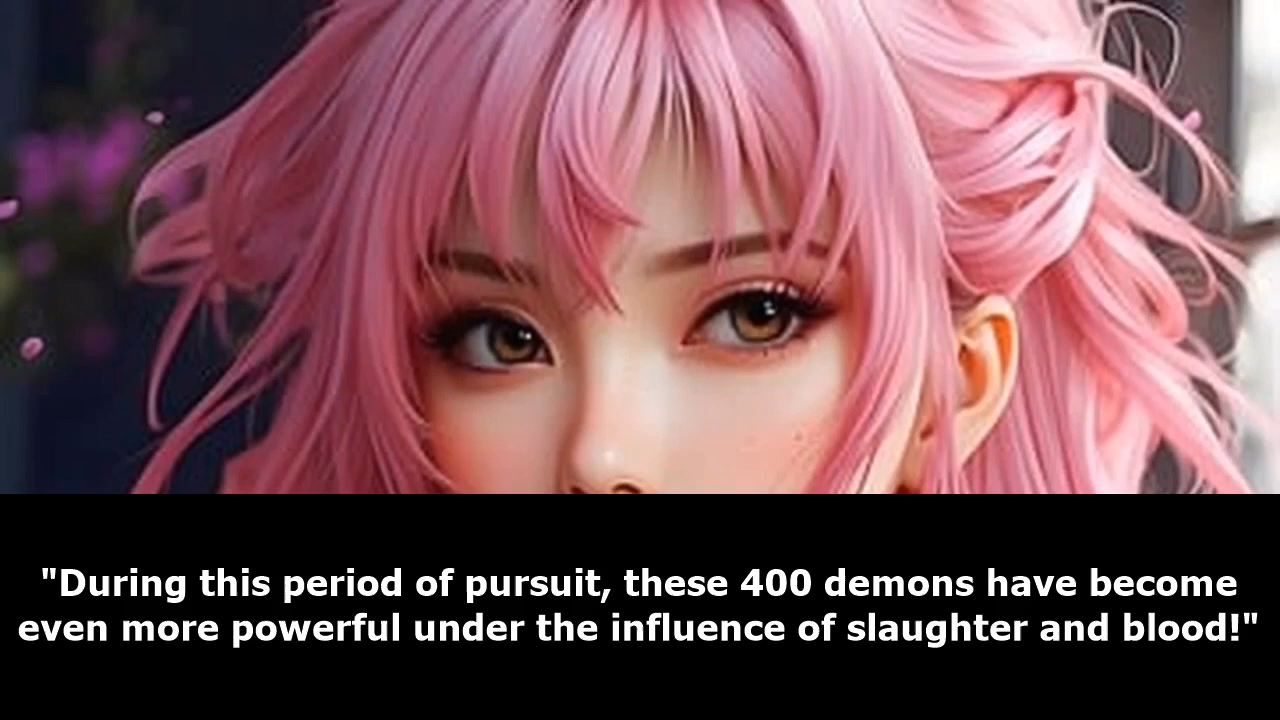 "During this period of pursuit, these 400 demons have become
even more powerful under the influence of slaughter and blood!"